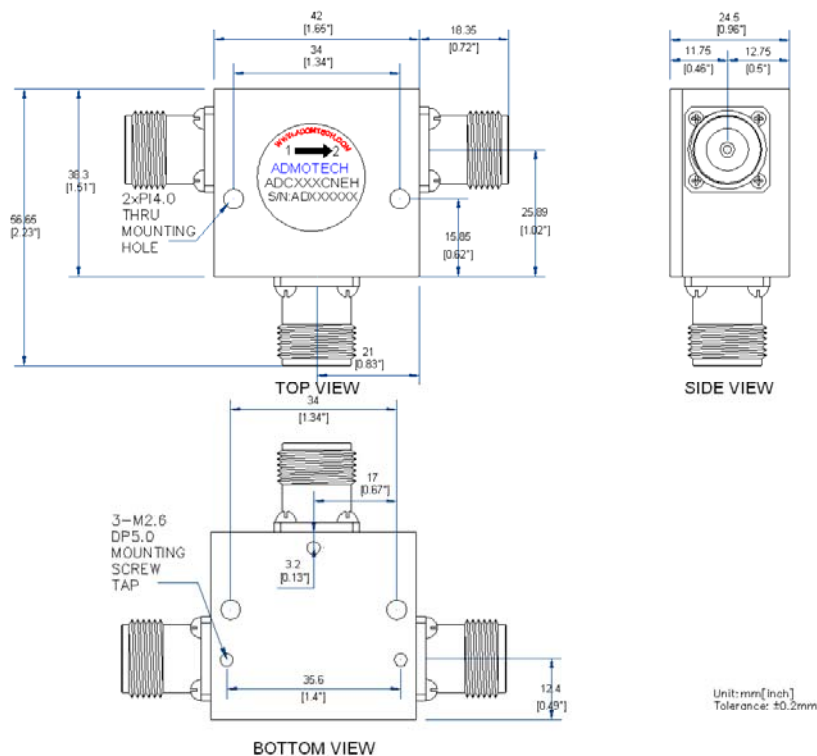 42
[1.65"]
18.35
[0.72"]
34
[1.34"]
24.5
[0.96"]
11.75
[0.46"]
12.75
[0.5"]
WWW.ADOMTECH.COM
1 2
ADMOTECH
ADCXXXCNEH
S/N:ADXXXXXX
38.3
[1.51"]
56.65
[2.23"]
2xPI4.0
THRU
MOUNTING
HOLE
15.85
[0.62"]
25.89
[1.02"]
21
[0.83"]
TOP VIEW
SIDE VIEW
34
[1.34"]
17
[0.67"]
3-M2.6
DP5.0
MOUNTING
SCREW
TAP
3.2
[0.13"]
35.6
[1.4"]
12.4
[0.49"]
Unit:mm[inch]
Tolerance: ±0.2mm
BOTTOM VIEW